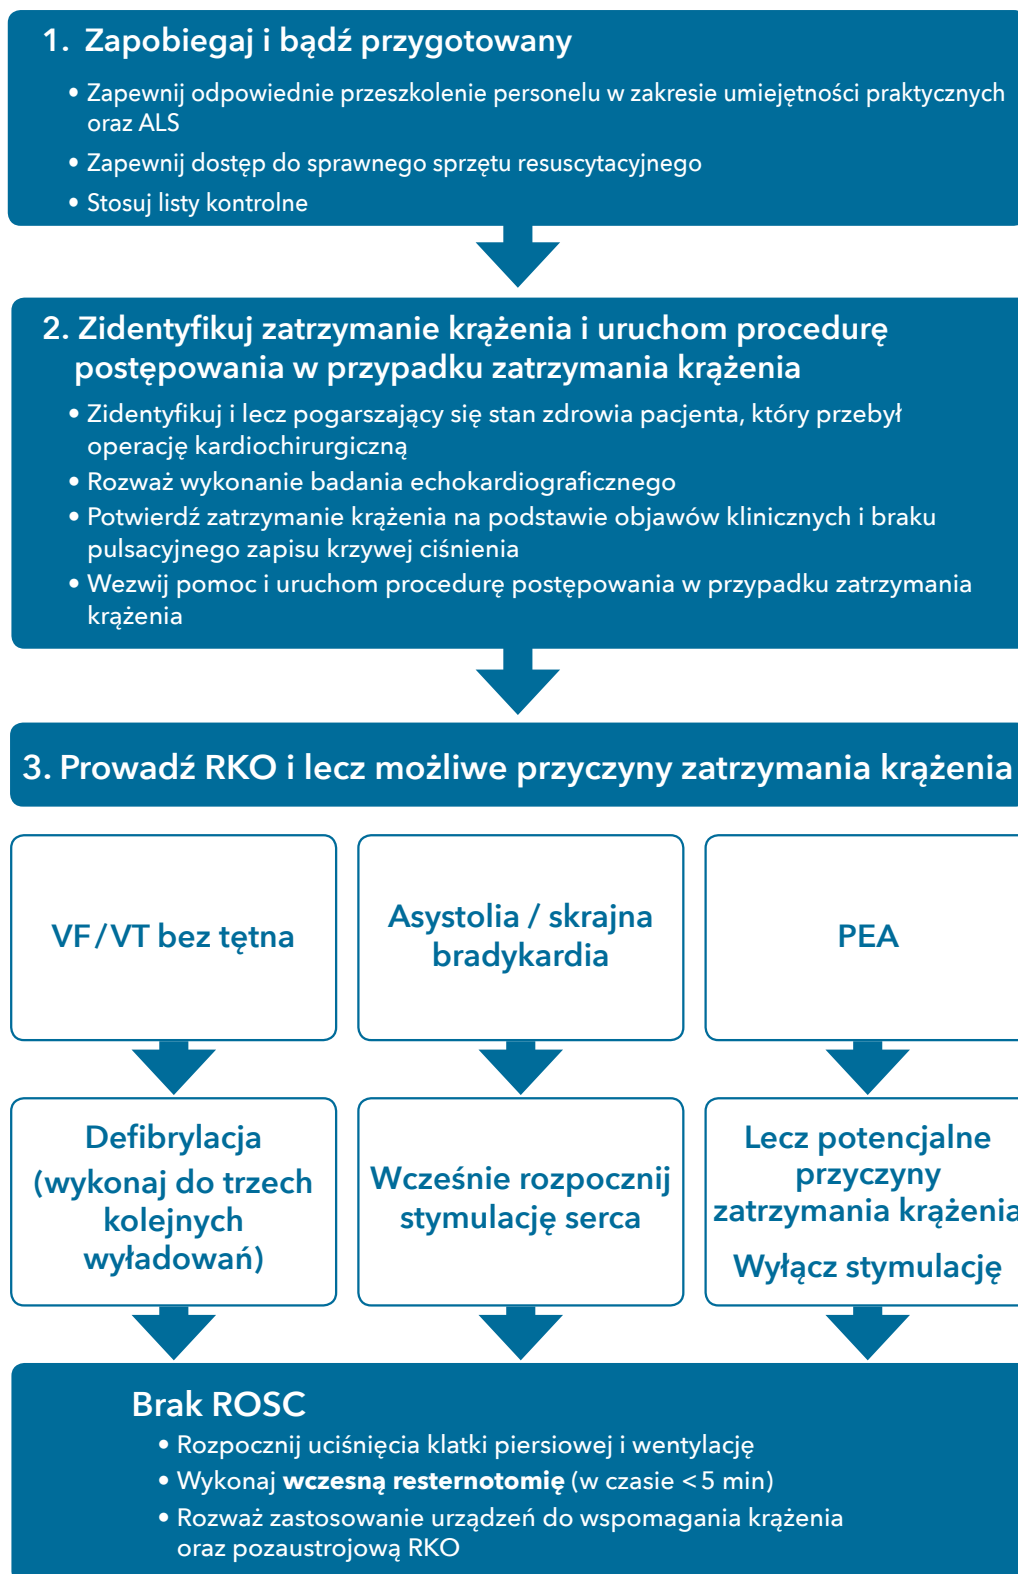 1. Zapobiegaj i bądź przygotowany
• Zapewnij odpowiednie przeszkolenie personelu w zakresie umiejętności praktycznych
oraz ALS
• Zapewnij dostęp do sprawnego sprzętu resuscytacyjnego
• Stosuj listy kontrolne
2. Zidentyfikuj zatrzymanie krążenia i uruchom procedurę
postępowania w przypadku zatrzymania krążenia
• Zidentyfikuj i lecz pogarszający się stan zdrowia pacjenta, który przebył
operację kardiochirurgiczną
• Rozważ wykonanie badania echokardiograficznego
• Potwierdź zatrzymanie krążenia na podstawie objawów klinicznych i braku
pulsacyjnego zapisu krzywej ciśnienia
• Wezwij pomoc i uruchom procedurę postępowania w przypadku zatrzymania
krążenia
3. Prowadź RKO i lecz możliwe przyczyny zatrzymania krążenia
VF/VT bez tętna
Asystolia / skrajna
bradykardia
PEA
Defibrylacja
(wykonaj do trzech
kolejnych
wyładowań)
Wcześnie rozpocznij
stymulację serca
Lecz potencjalne
przyczyny
zatrzymania krążenia
Wyłącz stymulację
Brak ROSC
• Rozpocznij uciśnięcia klatki piersiowej i wentylację
• Wykonaj wczesną resternotomię (w czasie <5 min)
• Rozważ zastosowanie urządzeń do wspomagania krążenia
oraz pozaustrojową RKO